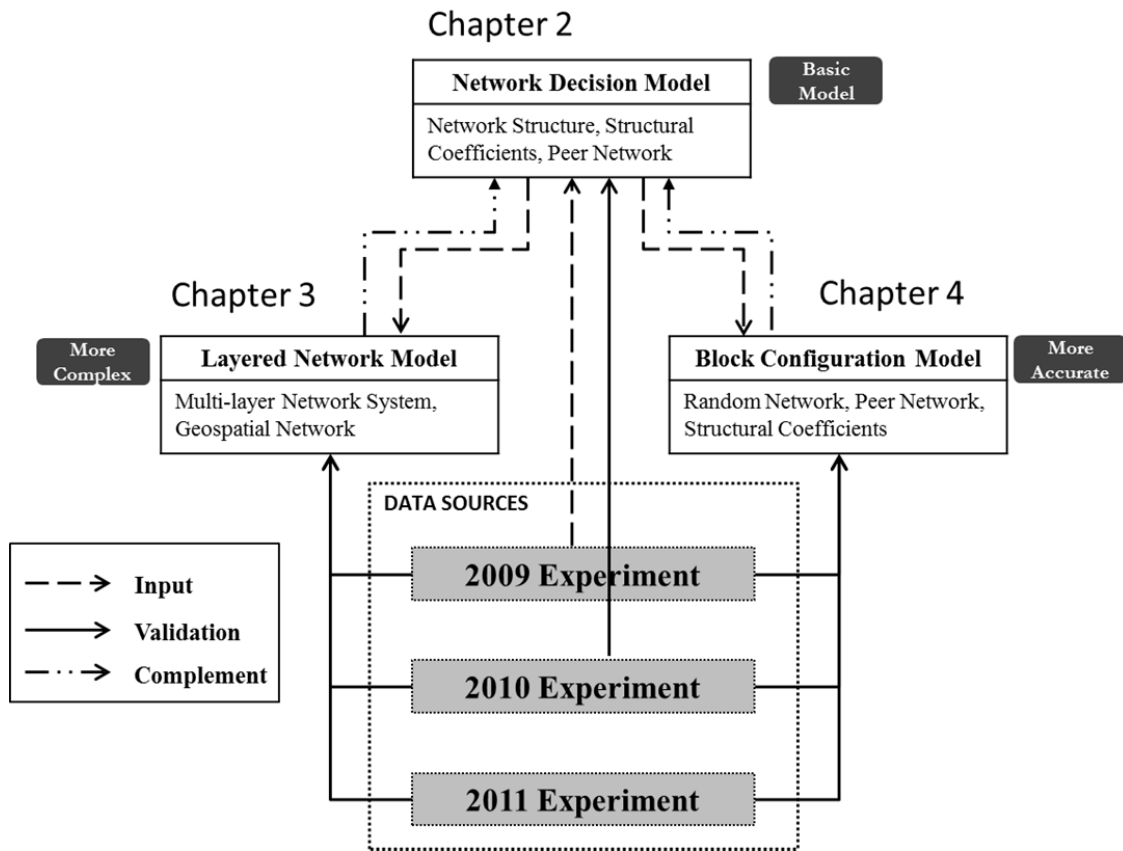 Chapter 2
Network Decision Model
Basic
Model
Network Structure, Structural
Coefficients, Peer Network
Chapter 3
Chapter 4
More
Complex
Layered Network Model
Multi-layer Network System,
Geospatial Network
Block Configuration Model
Random Network, Peer Network,
Structural Coefficients
More
Accurate
DATA SOURCES
2009 Experiment
2010 Experiment
2011 Experiment
Input
Validation
Complement